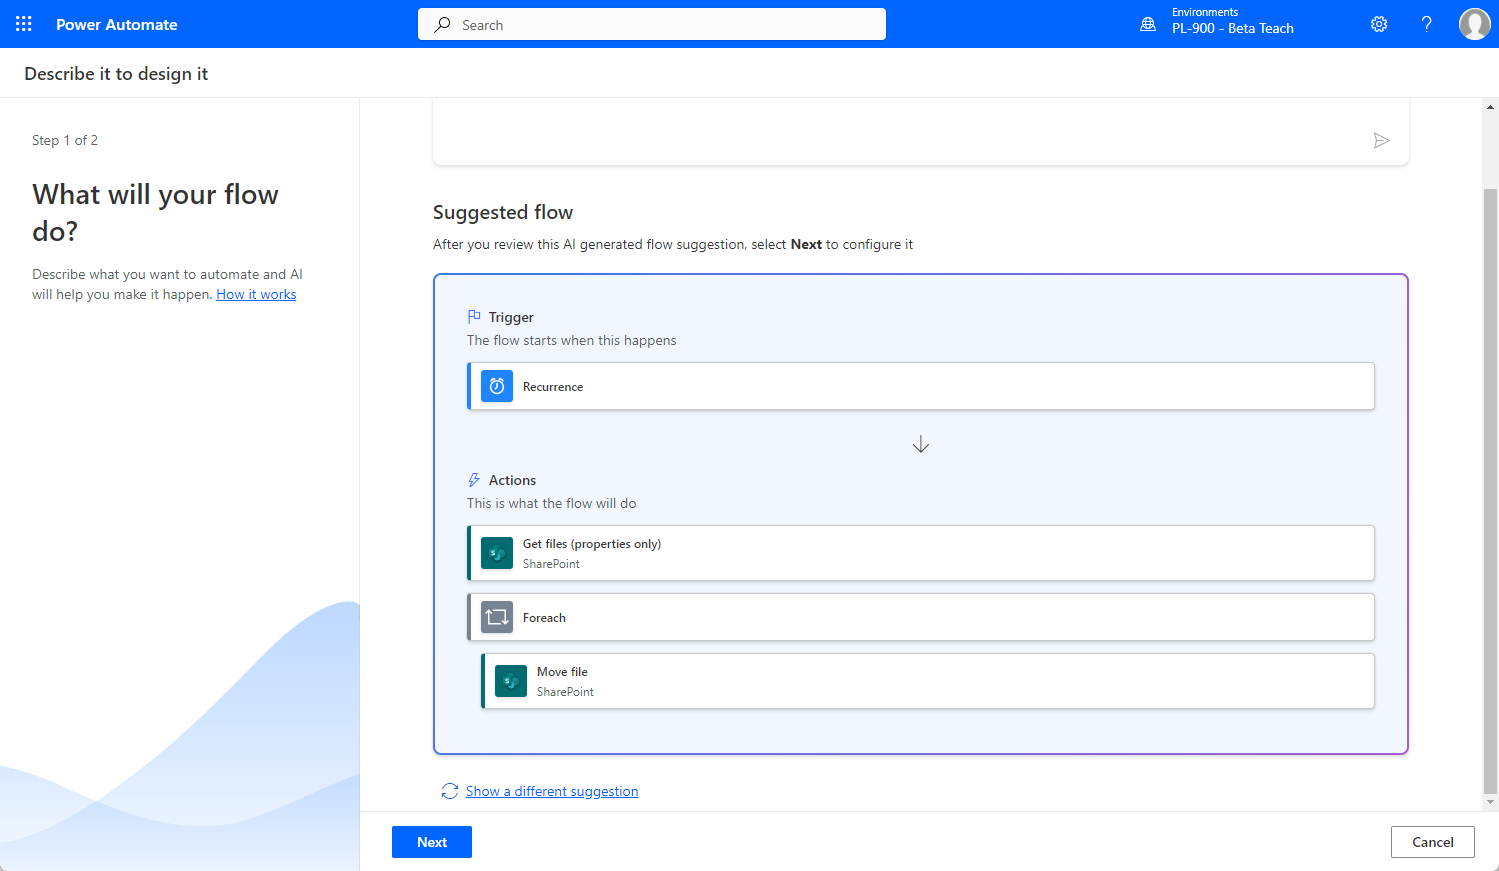 Power Automate
Search
Environments
PL-900 - Beta Teach
Describe it to design it
Step 1 of 2
What will your flow
do?
Describe what you want to automate and AI
will help you make it happen. How it works
Suggested flow
After you review this AI generated flow suggestion, select Next to configure it
Trigger
The flow starts when this happens
Recurrence
Actions
This is what the flow will do
Get files (properties only)
SharePoint
Foreach
Move file
SharePoint
Show a different suggestion
Next
Cancel